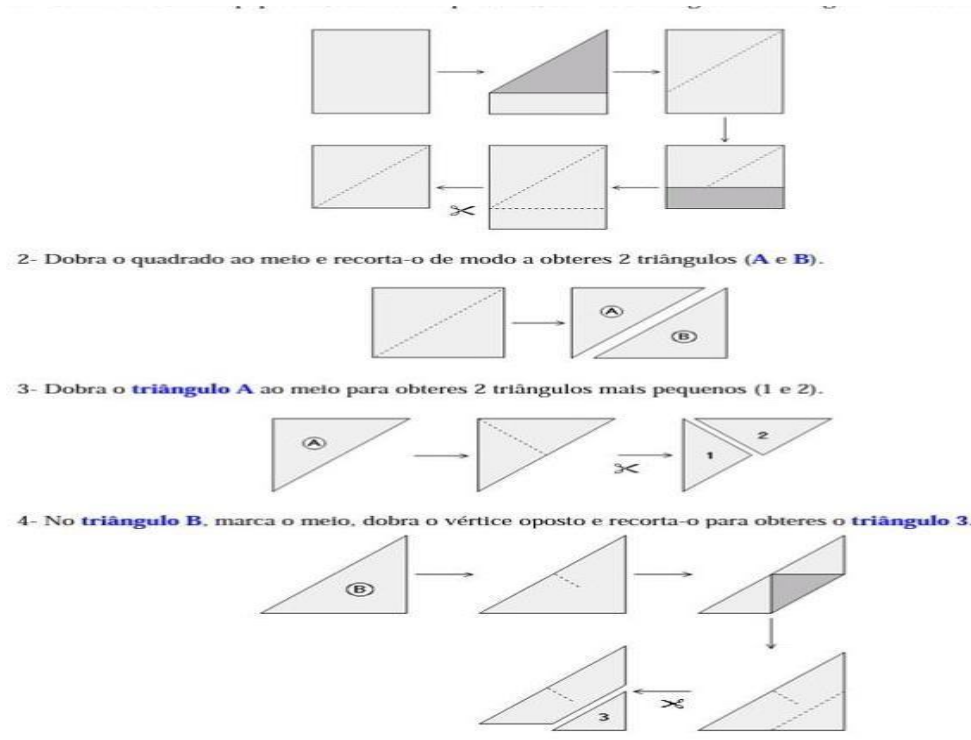 2- Dobra o quadrado ao meio e recorta-o de modo a obteres 2 triângulos (A e B).
A
B
3- Dobra o triângulo A ao meio para obteres 2 triângulos mais pequenos (1 e 2).
A
1
2
4- No triângulo B, marca o meio, dobra o vértice oposto e recorta-o para obteres o triângulo 3.
B
3